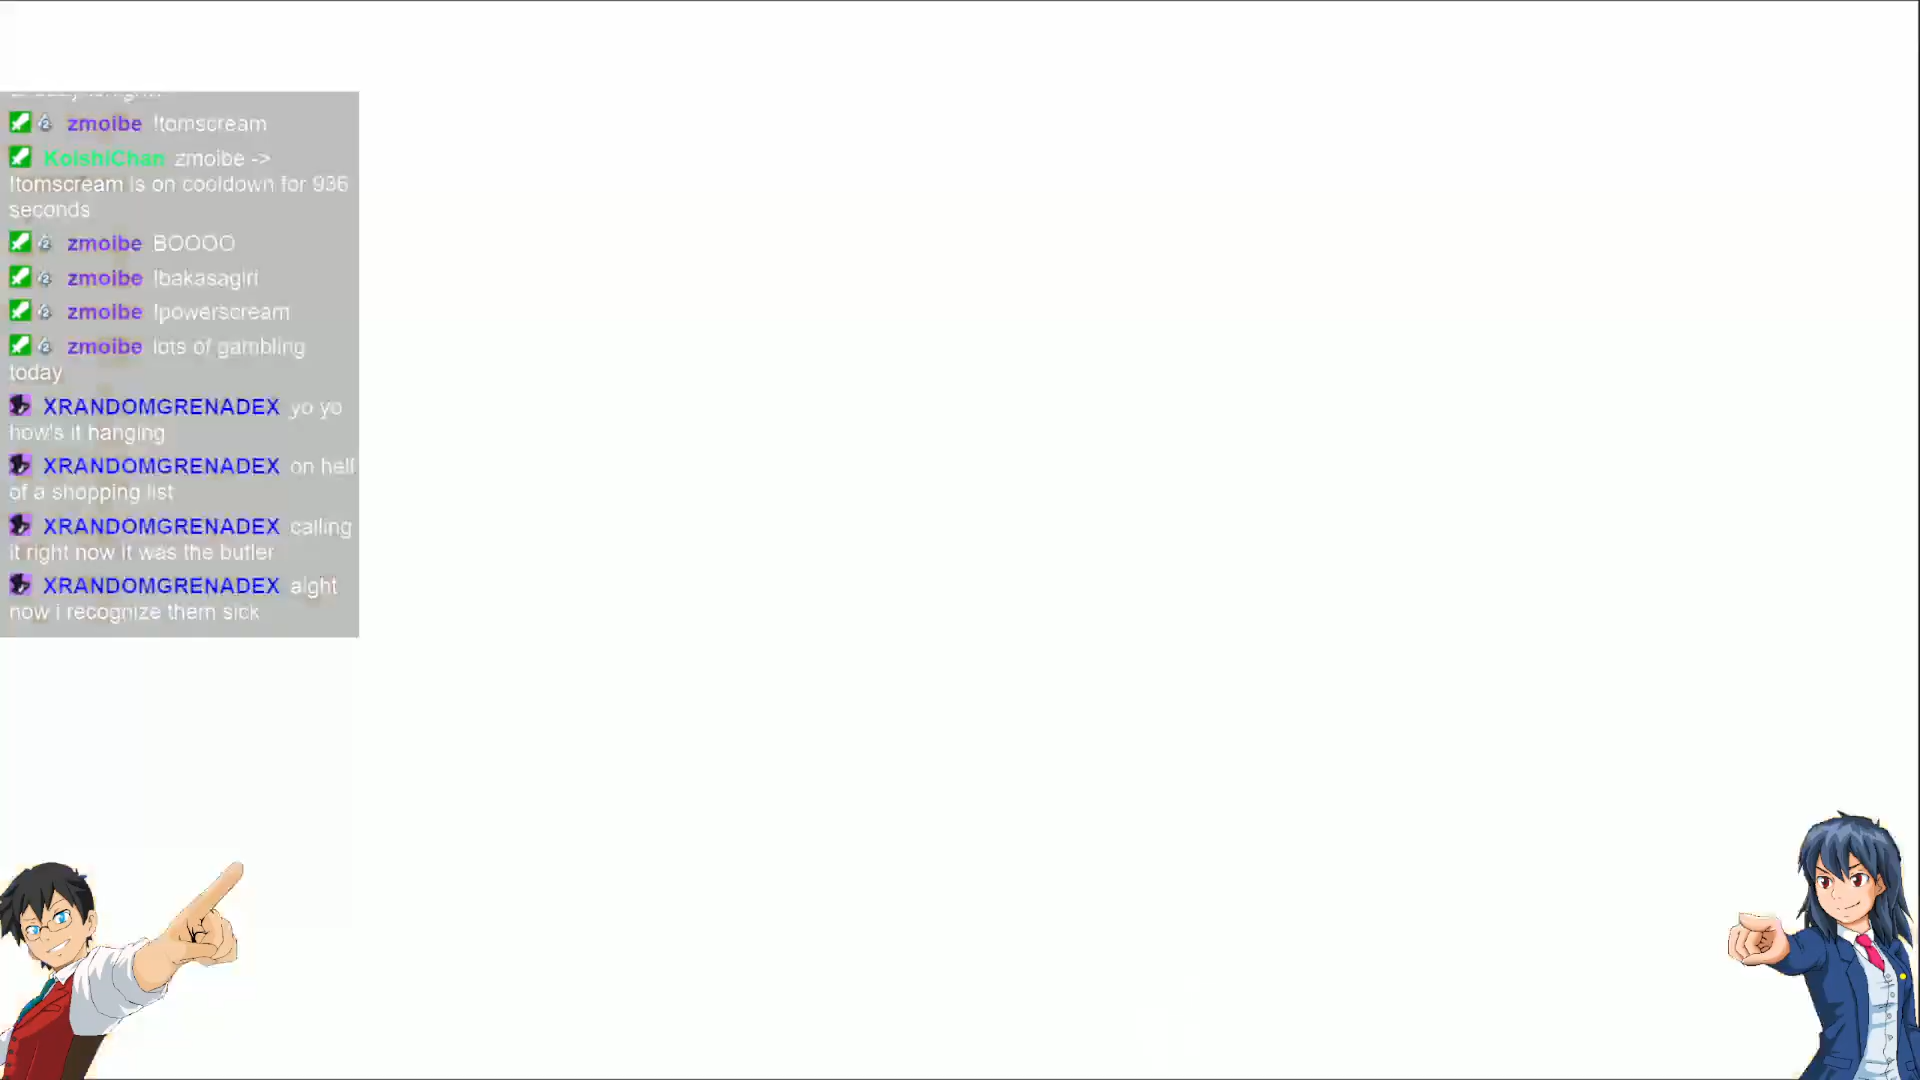 zmoibe !tomscream
KoishiChan zmoibe ->
!tomscream is on cooldown for 936
seconds
zmoibe BOOOO
zmoibe !bakasagiri
zmoibe !powerscream
zmoibe lots of gambling
today
XRANDOMGRENADEX yo yo
how's it hanging
XRANDOMGRENADEX oh hell
of a shopping list
XRANDOMGRENADEX calling
it right now it was the butler
XRANDOMGRENADEX aight
now i recognize them sick